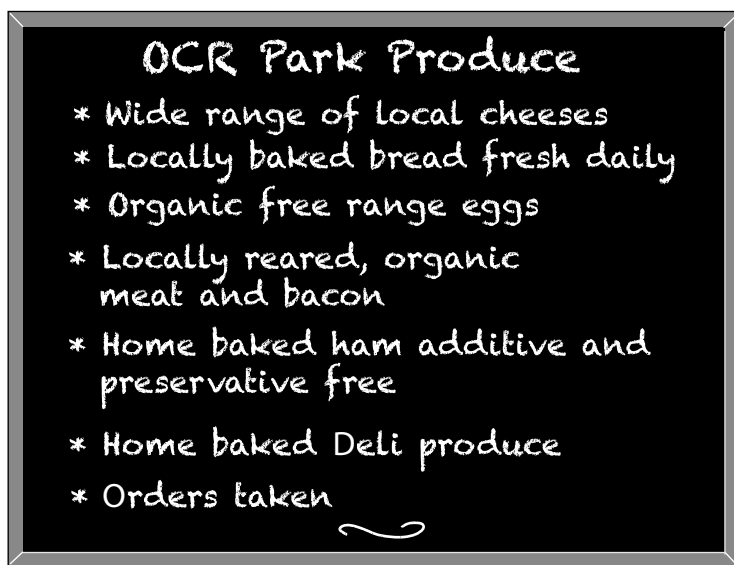 OCR Park Produce
* Wide range of local cheeses
* Locally baked bread fresh daily
* Organic free range eggs
* Locally reared, organic
meat and bacon
* Home baked ham additive and
preservative free
* Home baked Deli produce
* Orders taken